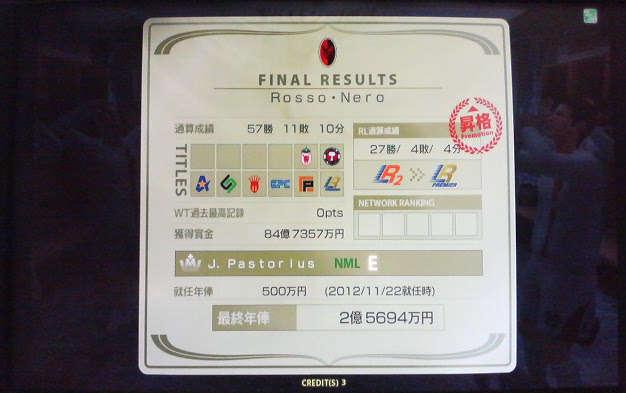 FINAL RESULTS
Rosso・Nero
昇格
Promotion
通算成績 57勝 11敗 10分
RL通算成績
27勝/ 4敗/ 4分
TITLES
R2
PREMIER
WT過去最高記録 0pts
NETWORK RANKING
獲得賞金 84億7357万円
J. Pastorius NML E
就任年俸 500万円 (2012/11/22就任時)
最終年俸 2億5694万円
CREDIT(S) 3